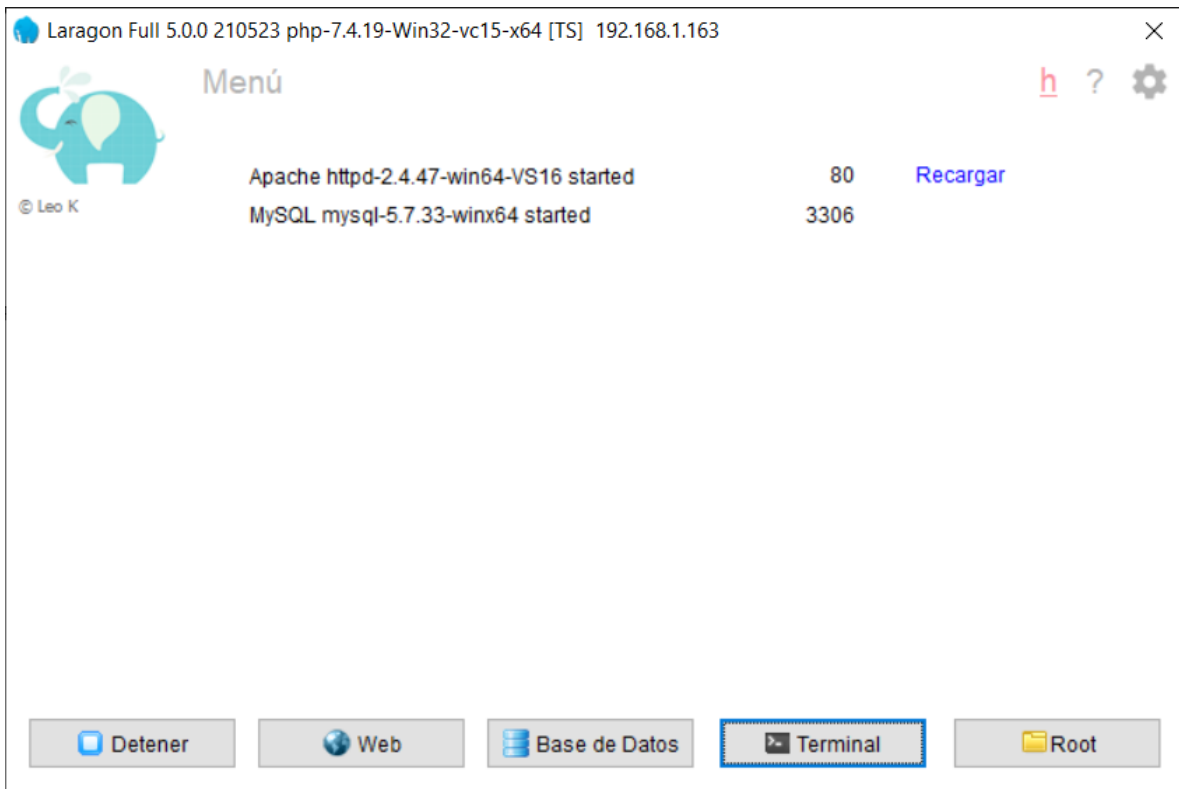 Laragon Full 5.0.0 210523 php-7.4.19-Win32-vc15-x64 [TS] 192.168.1.163
Menú
h ?
© Leo K
Apache httpd-2.4.47-win64-VS16 started 80 Recargar
MySQL mysql-5.7.33-winx64 started 3306
Detener Web Base de Datos Terminal Root